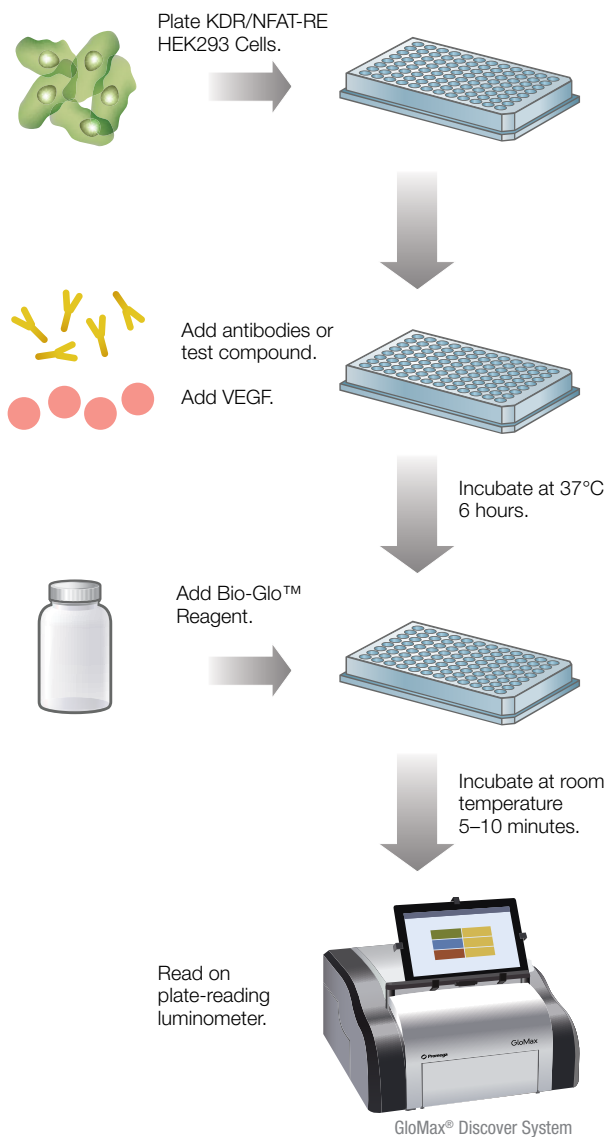 Plate KDR/NFAT-RE
HEK293 Cells.
Add antibodies or
test compound.
Add VEGF.
Incubate at 37°C
6 hours.
Add Bio-Glo™
Reagent.
Incubate at room
temperature
5–10 minutes.
Read on
plate-reading
luminometer.
Promega
GloMax
GloMax® Discover System